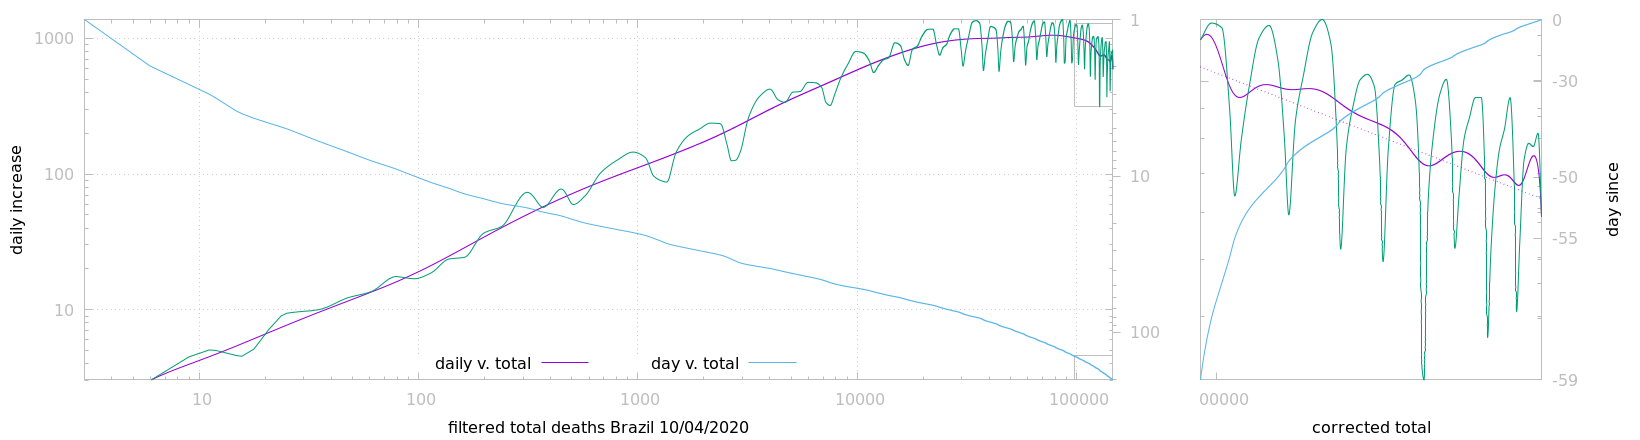 1000
100
10
daily increase
1
10
100
daily v. total
day v. total
10
100
1000
10000
100000
filtered total deaths Brazil 10/04/2020
0
-30
-50
-55
-59
day since
00000
corrected total